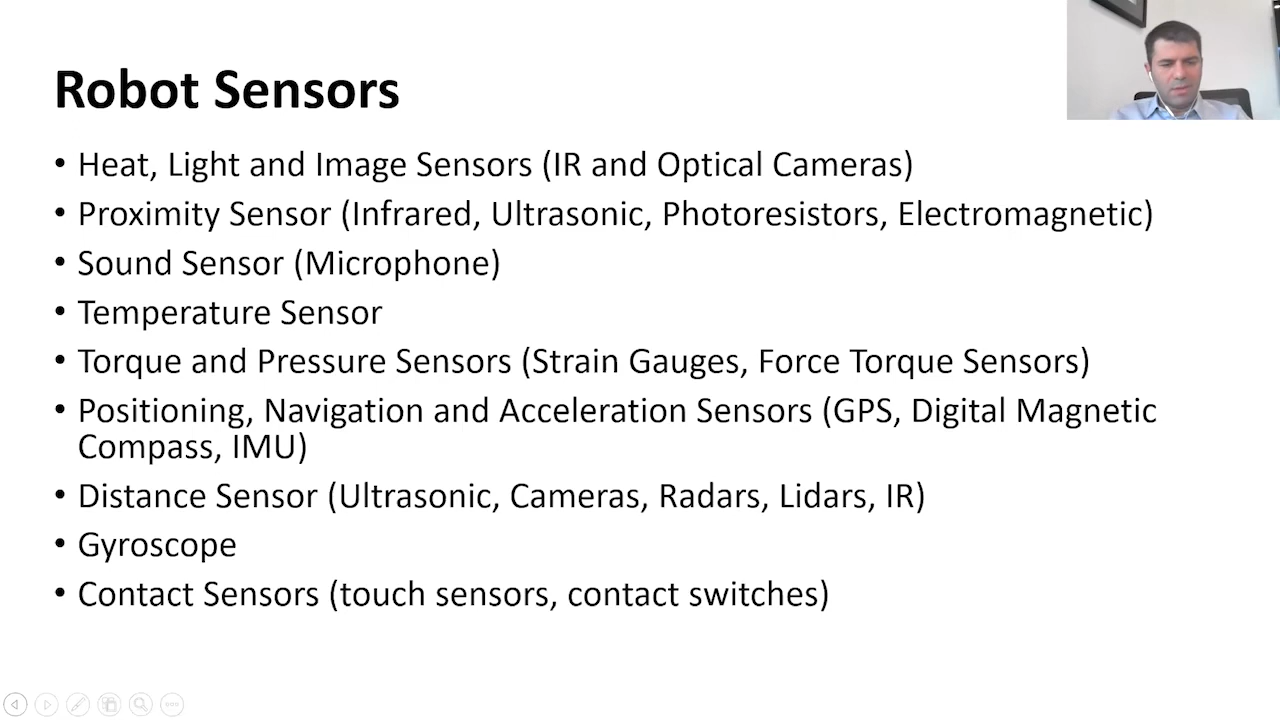 Robot Sensors
• Heat, Light and Image Sensors (IR and Optical Cameras)
• Proximity Sensor (Infrared, Ultrasonic, Photoresistors, Electromagnetic)
• Sound Sensor (Microphone)
• Temperature Sensor
• Torque and Pressure Sensors (Strain Gauges, Force Torque Sensors)
• Positioning, Navigation and Acceleration Sensors (GPS, Digital Magnetic
Compass, IMU)
• Distance Sensor (Ultrasonic, Cameras, Radars, Lidars, IR)
• Gyroscope
• Contact Sensors (touch sensors, contact switches)